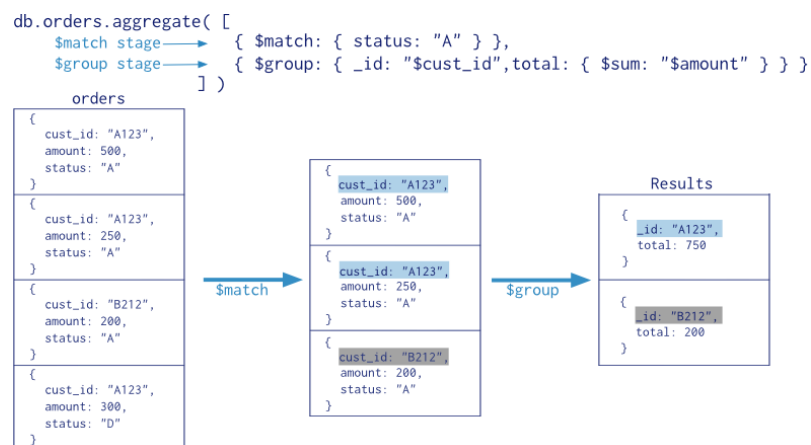 db.orders.aggregate( [
$match stage { $match: { status: "A" } },
$group stage { $group: { _id: "$cust_id",total: { $sum: "$amount" } } }
] )
orders
{
cust_id: "A123",
amount: 500,
status: "A"
}
{
cust_id: "A123",
amount: 250,
status: "A"
}
{
cust_id: "B212",
amount: 200,
status: "A"
}
{
cust_id: "A123",
amount: 300,
status: "D"
}
$match
{
cust_id: "A123",
amount: 500,
status: "A"
}
{
cust_id: "A123",
amount: 250,
status: "A"
}
{
cust_id: "B212",
amount: 200,
status: "A"
}
$group
Results
{
_id: "A123",
total: 750
}
{
_id: "B212",
total: 200
}